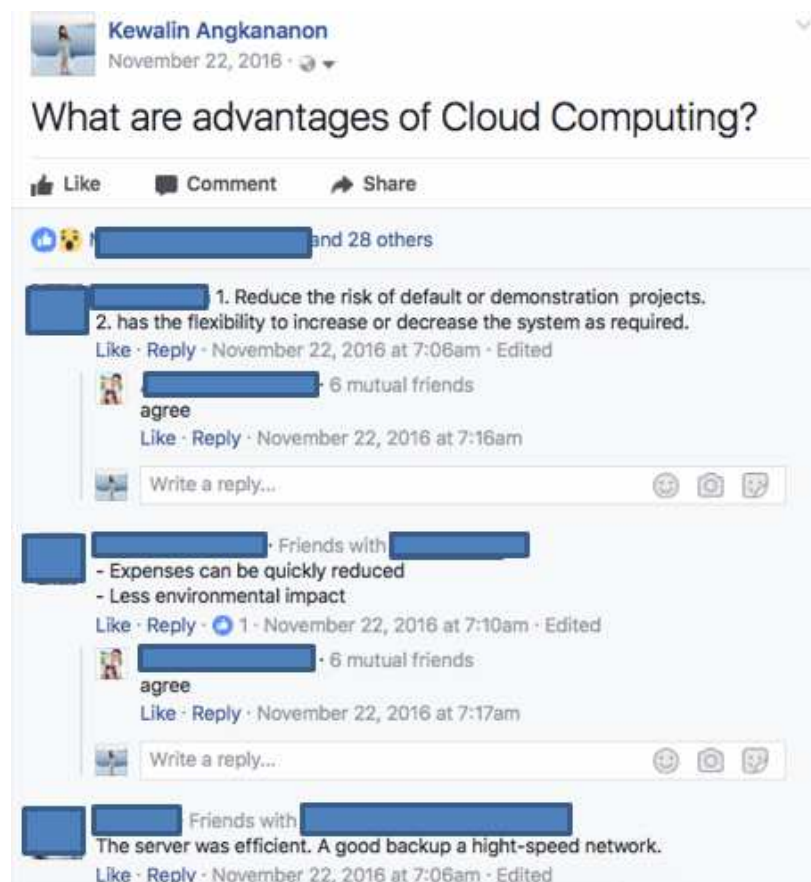 Kewalin Angkananon
November 22, 2016 ·
What are advantages of Cloud Computing?
Like Comment Share
and 28 others
1. Reduce the risk of default or demonstration projects.
2. has the flexibility to increase or decrease the system as required.
Like · Reply · November 22, 2016 at 7:06am · Edited
· 6 mutual friends
agree
Like · Reply · November 22, 2016 at 7:16am
Write a reply...
· Friends with
- Expenses can be quickly reduced
- Less environmental impact
Like · Reply · 1 · November 22, 2016 at 7:10am · Edited
· 6 mutual friends
agree
Like · Reply · November 22, 2016 at 7:17am
Write a reply...
Friends with
The server was efficient. A good backup a hight-speed network.
Like · Reply · November 22, 2016 at 7:06am · Edited